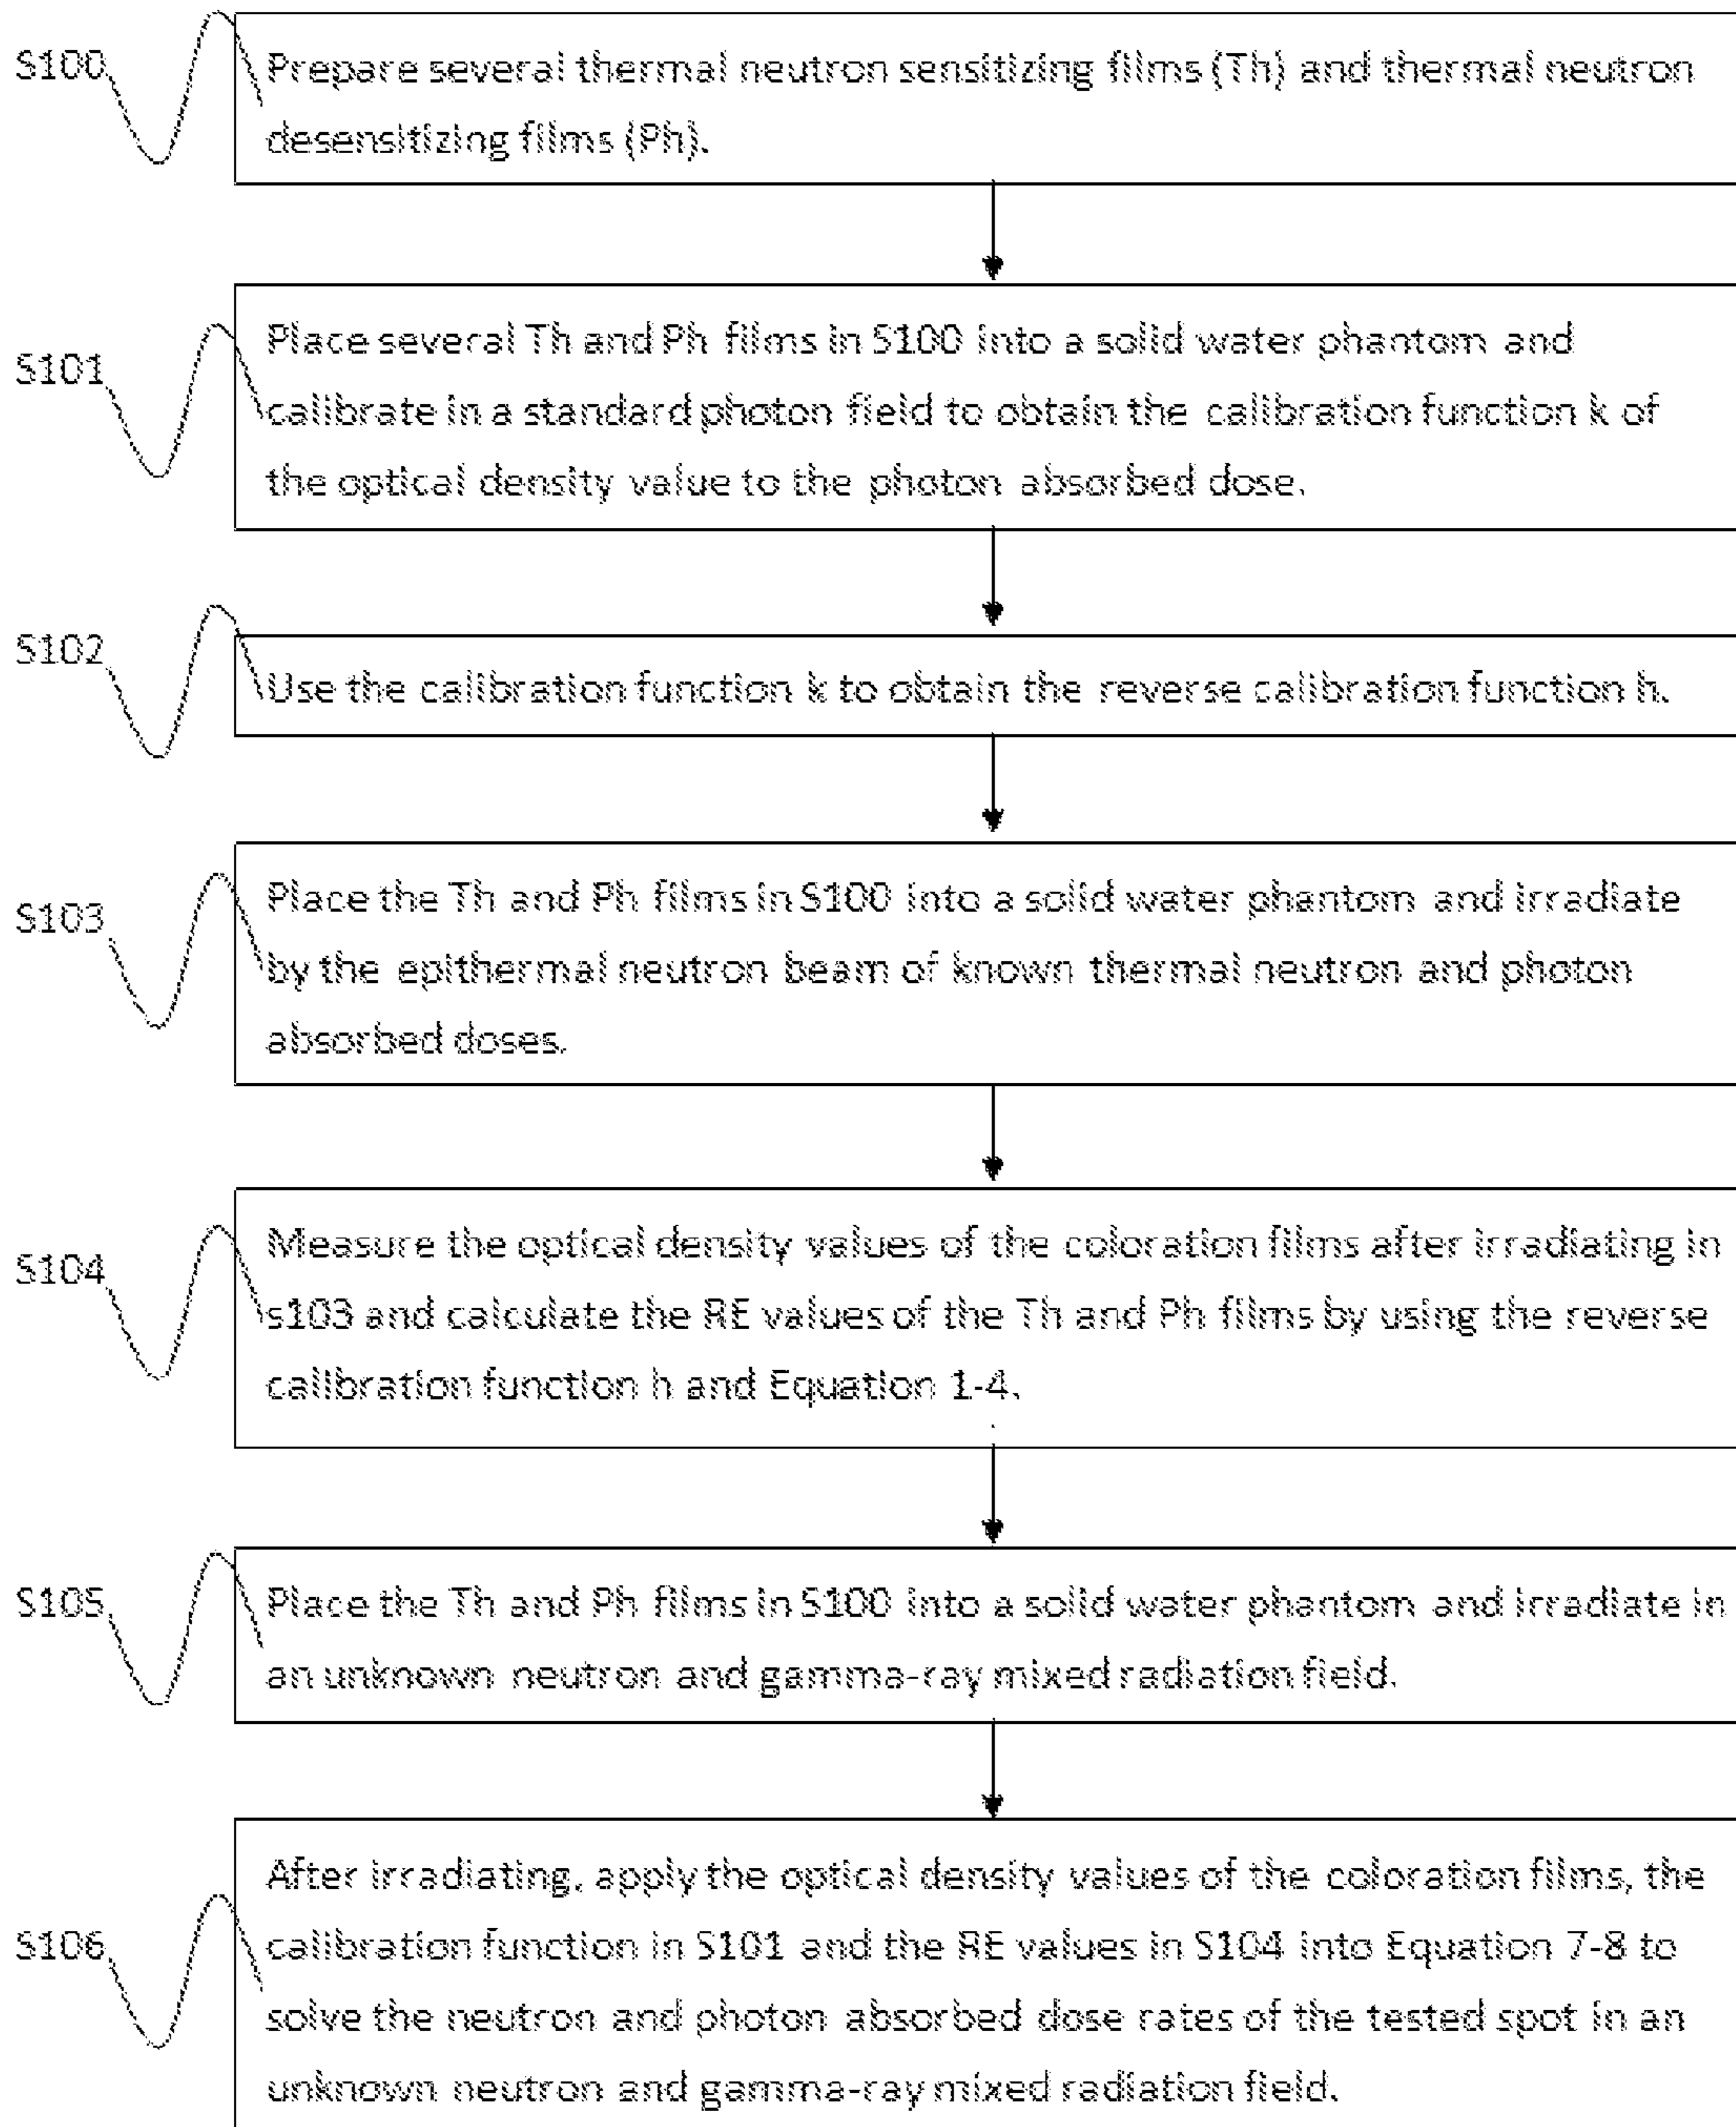 S100
Prepare several thermal neutron sensitizing films (Th) and thermal neutron
desensitizing films (Ph).
S101
Place several Th and Ph films in S100 into a solid water phantom and
calibrate in a standard photon field to obtain the calibration function k of
the optical density value to the photon absorbed dose.
S102
Use the calibration function k to obtain the reverse calibration function h.
S103
Place the Th and Ph films in S100 into a solid water phantom and irradiate
by the epithermal neutron beam of known thermal neutron and photon
absorbed doses.
S104
Measure the optical density values of the coloration films after irradiating in
s103 and calculate the RE values of the Th and Ph films by using the reverse
calibration function h and Equation 1-4.
S105
Place the Th and Ph films in S100 into a solid water phantom and irradiate in
an unknown neutron and gamma-ray mixed radiation field.
S106
After irradiating, apply the optical density values of the coloration films, the
calibration function in S101 and the RE values in S104 into Equation 7-8 to
solve the neutron and photon absorbed dose rates of the tested spot in an
unknown neutron and gamma-ray mixed radiation field.